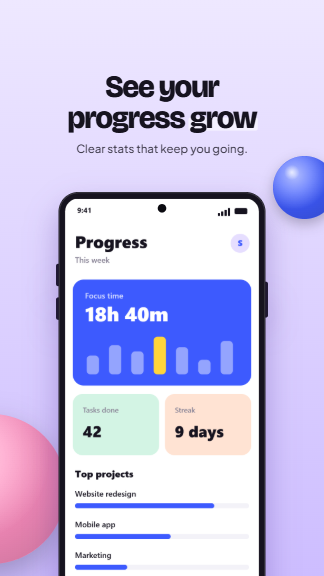 See your
progress grow
Clear stats that keep you going.
9:41
Progress
S
This week
Focus time
18h 40m
Tasks done
42
Streak
9 days
Top projects
Website redesign
Mobile app
Marketing